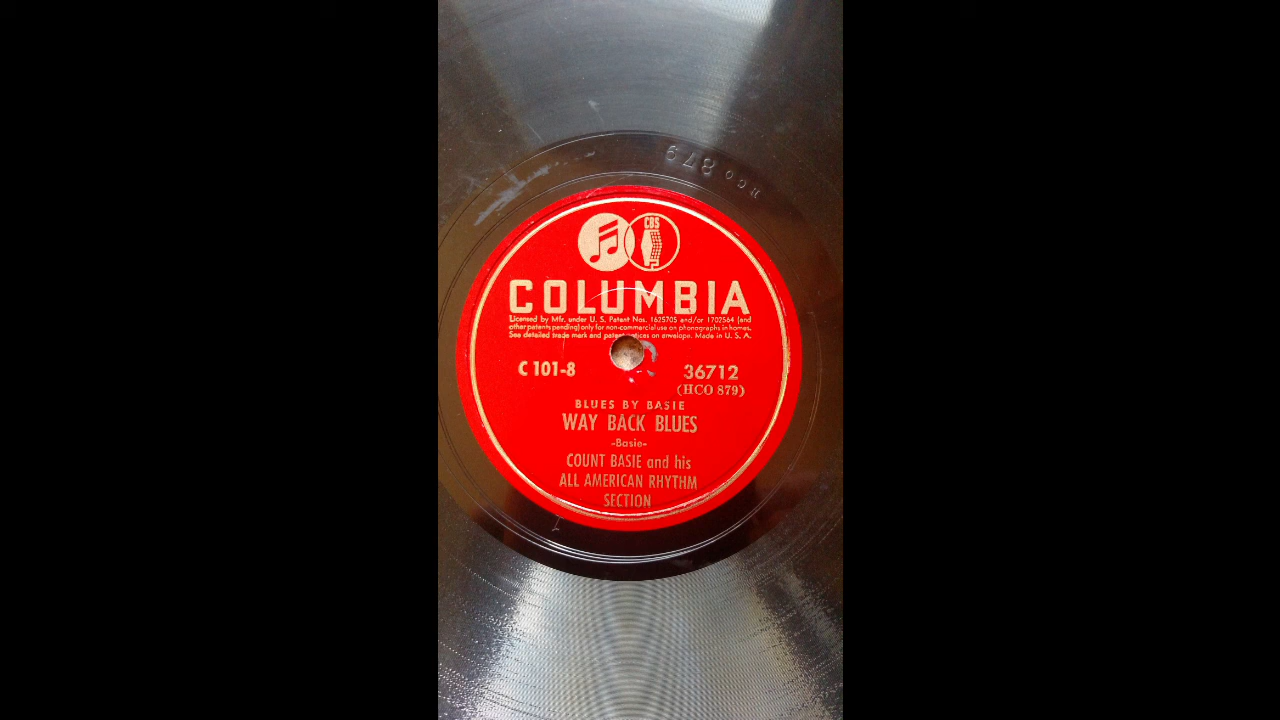 HCO 879
CBS
COLUMBIA
Licensed by Mfr. under U. S. Patent Nos. 1625705 and/or 1702564 (and
other patents pending) only for non-commercial use on phonographs in homes.
See detailed trade mark and patent notices on envelope. Made in U. S. A.
C 101-8 36712
(HCO 879)
BLUES BY BASIE
WAY BACK BLUES
-Basie-
COUNT BASIE and his
ALL AMERICAN RHYTHM
SECTION